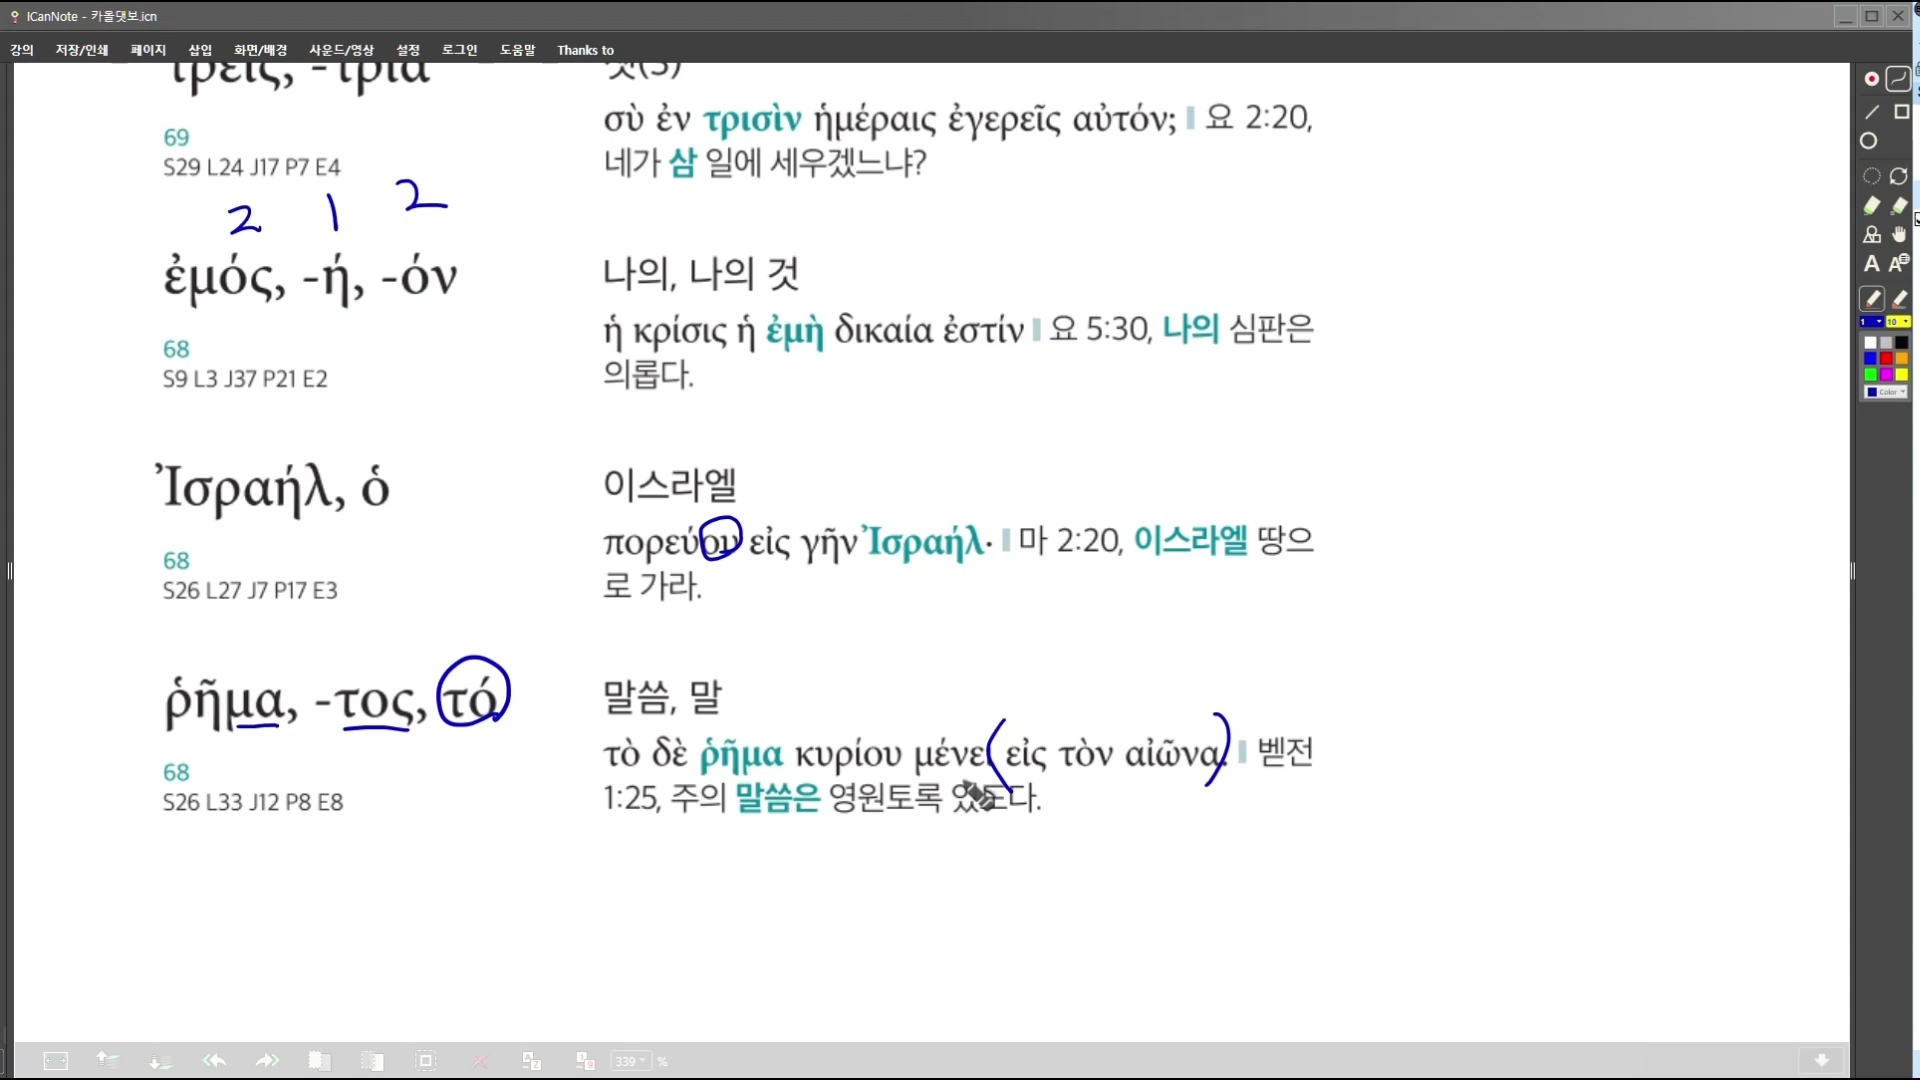 ICanNote - 카올댓보.icn
강의 저장/인쇄 페이지 삽입 화면/배경 사운드/영상 설정 로그인 도움말 Thanks to
τρεῖς, -τρία
셋(3)
σὺ ἐν τρισὶν ἡμέραις ἐγερεῖς αὐτόν; 요 2:20,
네가 삼 일에 세우겠느냐?
69
S29 L24 J17 P7 E4
2 1 2
ἐμός, -ή, -όν
나의, 나의 것
ἡ κρίσις ἡ ἐμὴ δικαία ἐστίν 요 5:30, 나의 심판은
의롭다.
68
S9 L3 J37 P21 E2
Ἰσραήλ, ὁ
이스라엘
πορεύου εἰς γῆν Ἰσραήλ· 마 2:20, 이스라엘 땅으
로 가라.
68
S26 L27 J7 P17 E3
ῥῆμα, -τος, τό
말씀, 말
τὸ δὲ ῥῆμα κυρίου μένει (εἰς τὸν αἰῶνα.) 벧전
1:25, 주의 말씀은 영원토록 있도다.
68
S26 L33 J12 P8 E8
1 10
A A
Color
339 %